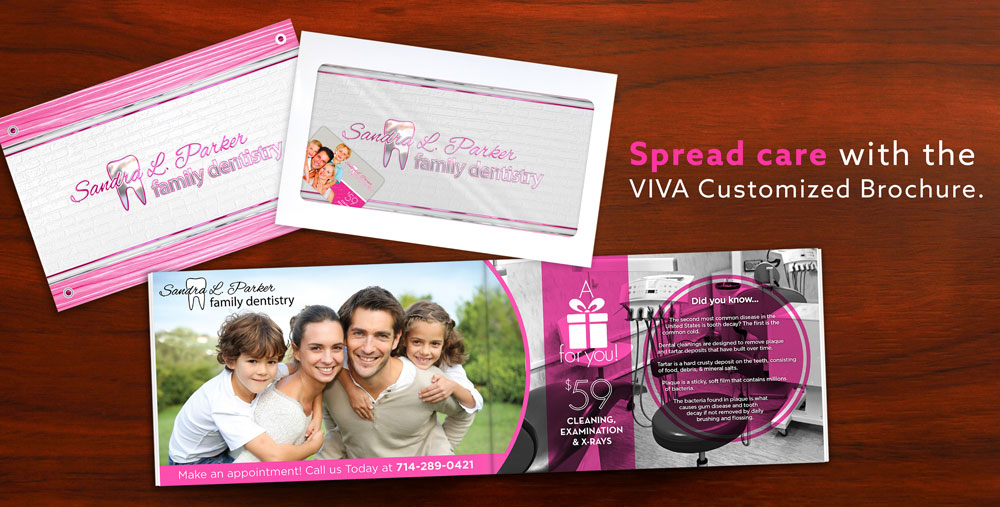 Sandra L. Parker
family dentistry
Sandra L. Parker
family dentistry
$59
Spread care with the
VIVA Customized Brochure.
Sandra L. Parker
family dentistry
Make an appointment! Call us Today at 714-289-0421
A
for you!
$59
CLEANING,
EXAMINATION
& X-RAYS
Did you know...
The second most common disease in the
United States is tooth decay? The first is the
common cold.
Dental cleanings are designed to remove plaque
and tartar deposits that have built over time.
Tartar is a hard crusty deposit on the teeth, consisting
of food, debris, & mineral salts.
Plaque is a sticky, soft film that contains millions
of bacteria.
The bacteria found in plaque is what
causes gum disease and tooth
decay if not removed by daily
brushing and flossing.